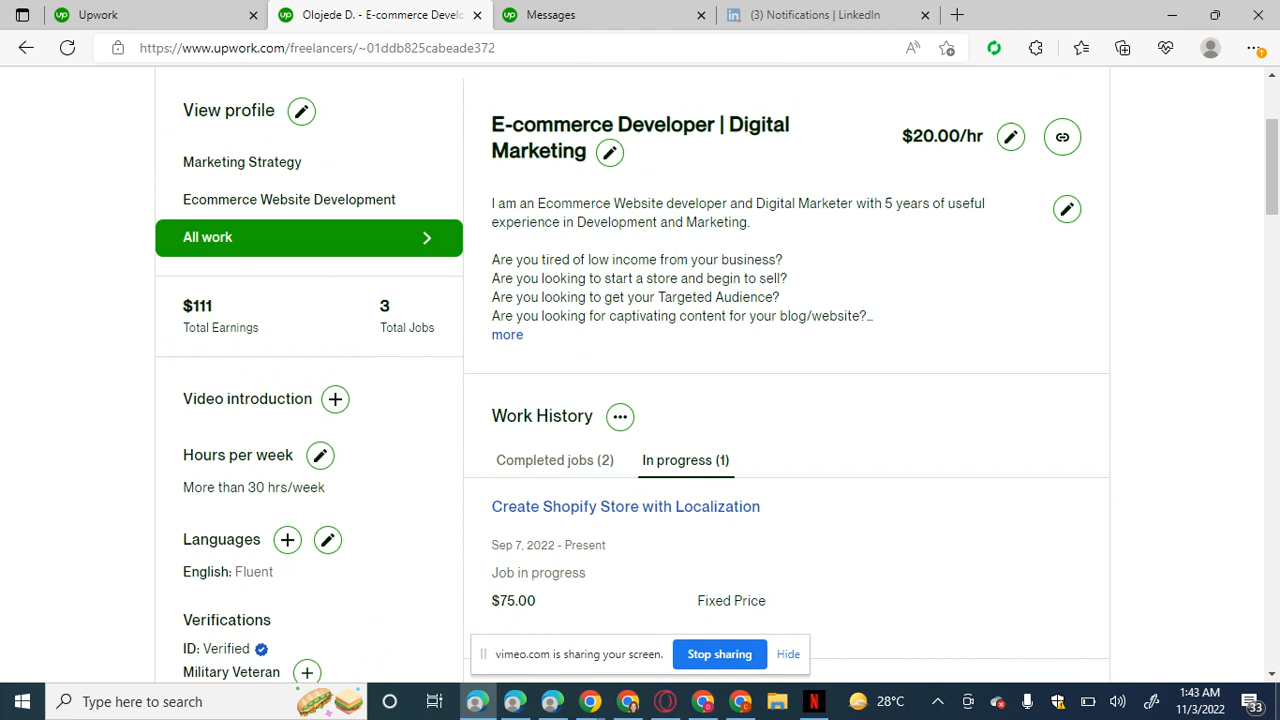 Upwork
Olojede D. - E-commerce Develo
Messages
(3) Notifications | LinkedIn
https://www.upwork.com/freelancers/~01ddb825cabeade372
View profile
Marketing Strategy
Ecommerce Website Development
All work
$111
3
Total Earnings
Total Jobs
Video introduction
Hours per week
More than 30 hrs/week
Languages
English: Fluent
Verifications
ID: Verified
Military Veteran
E-commerce Developer | Digital
Marketing
$20.00/hr
I am an Ecommerce Website developer and Digital Marketer with 5 years of useful
experience in Development and Marketing.
Are you tired of low income from your business?
Are you looking to start a store and begin to sell?
Are you looking to get your Targeted Audience?
Are you looking for captivating content for your blog/website?...
more
Work History
Completed jobs (2)
In progress (1)
Create Shopify Store with Localization
Sep 7, 2022 - Present
Job in progress
$75.00
Fixed Price
vimeo.com is sharing your screen.
Stop sharing
Hide
Type here to search
28°C
1:43 AM
11/3/2022
33